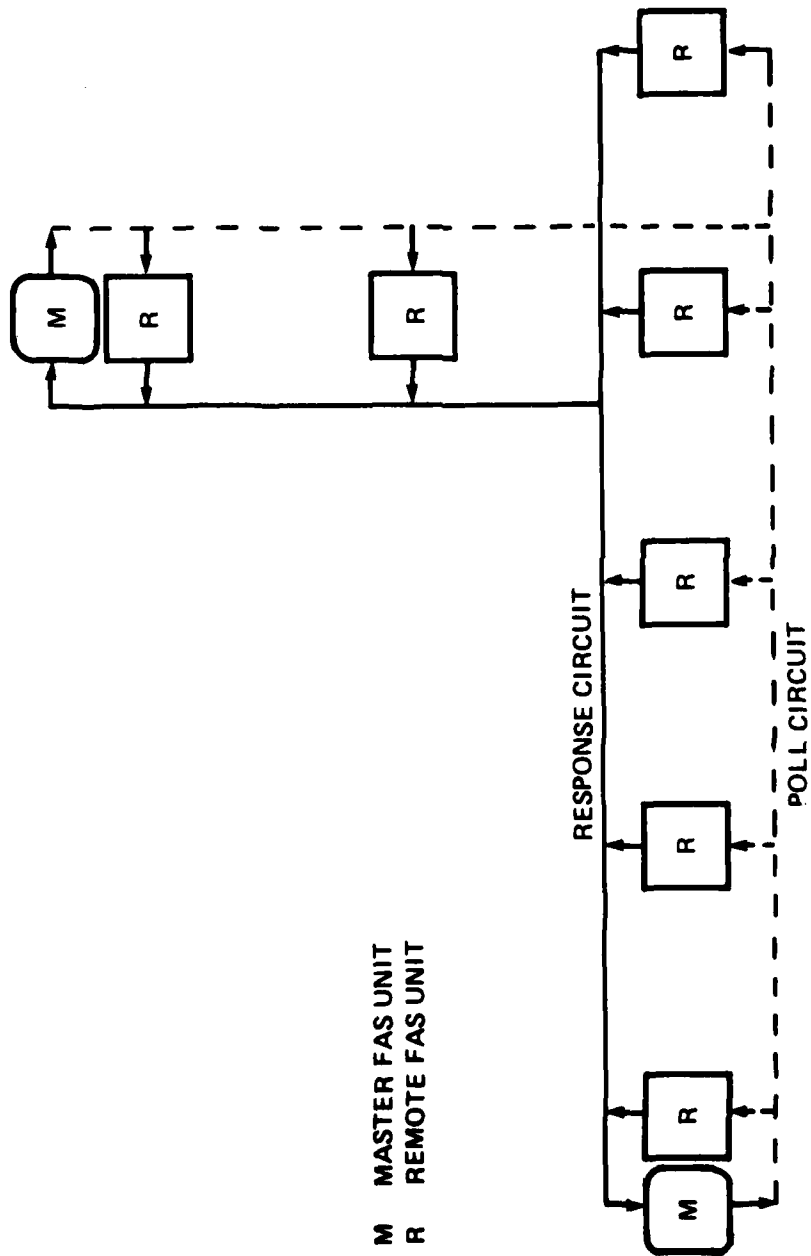 M
R
R
R
R
R
R
R
M
RESPONSE CIRCUIT
POLL CIRCUIT
M MASTER FAS UNIT
R REMOTE FAS UNIT